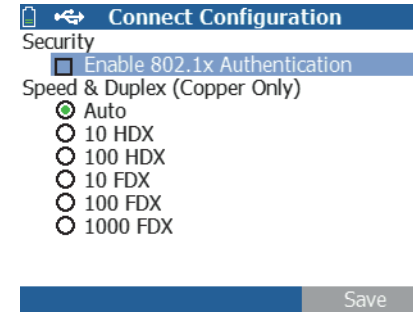 Connect Configuration
Security
Enable 802.1x Authentication
Speed & Duplex (Copper Only)
Auto
10 HDX
100 HDX
10 FDX
100 FDX
1000 FDX
Save